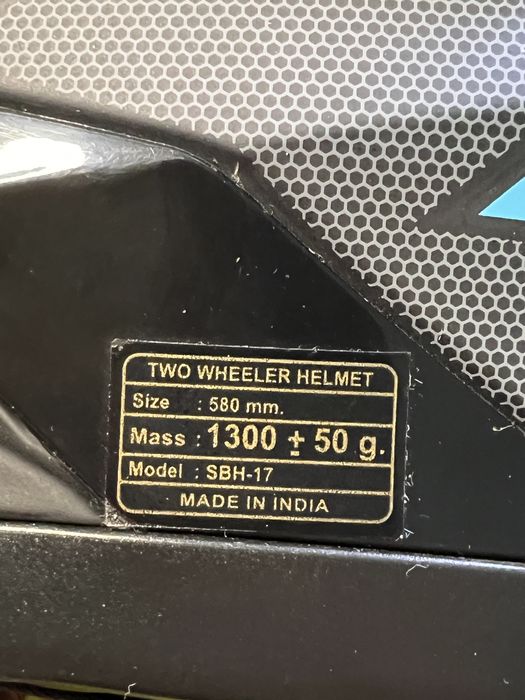 TWO WHEELER HELMET
Size : 580 mm.
Mass : 1300 ± 50 g.
Model : SBH-17
MADE IN INDIA